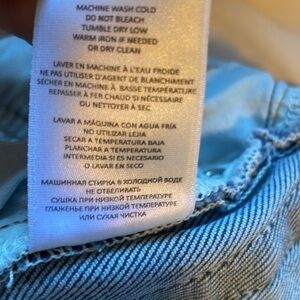 MACHINE WASH COLD
DO NOT BLEACH
TUMBLE DRY LOW
WARM IRON IF NEEDED
OR DRY CLEAN
LAVER EN MACHINE À L'EAU FROIDE
NE PAS UTILISER D'AGENT DE BLANCHIMENT
SÉCHER EN MACHINE À BASSE TEMPÉRATURE
REPASSER À FER CHAUD SI NÉCESSAIRE
OU NETTOYER À SEC
LAVAR A MÁQUINA CON AGUA FRÍA
NO UTILIZAR LEJIA
SECAR A TEMPERATURA BAJA
PLANCHAR A TEMPERATURA
INTERMEDIA SI ES NECESARIO
O LAVAR EN SECO
МАШИННАЯ СТИРКА В ХОЛОДНОЙ ВОДЕ
НЕ ОТБЕЛИВАТЬ
СУШКА ПРИ НИЗКОЙ ТЕМПЕРАТУРЕ
ГЛАЖЕНЬЕ ПРИ НИЗКОЙ ТЕМПЕРАТУРЕ
ИЛИ СУХАЯ ЧИСТКА